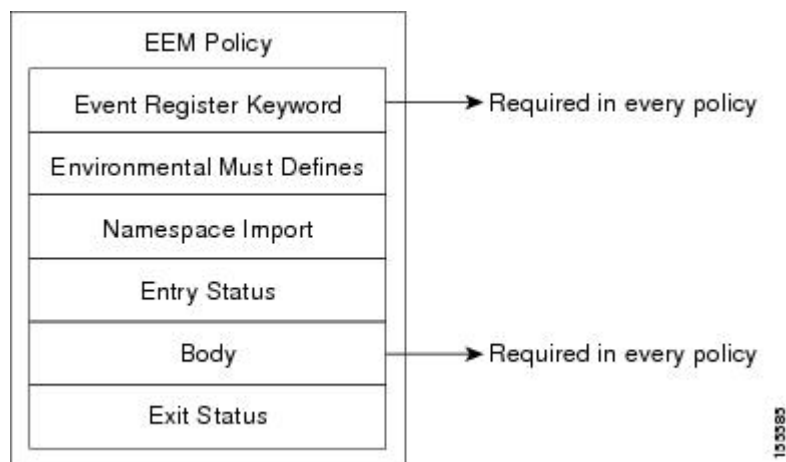 EEM Policy
Event Register Keyword
Required in every policy
Environmental Must Defines
Namespace Import
Entry Status
Body
Required in every policy
Exit Status
155585